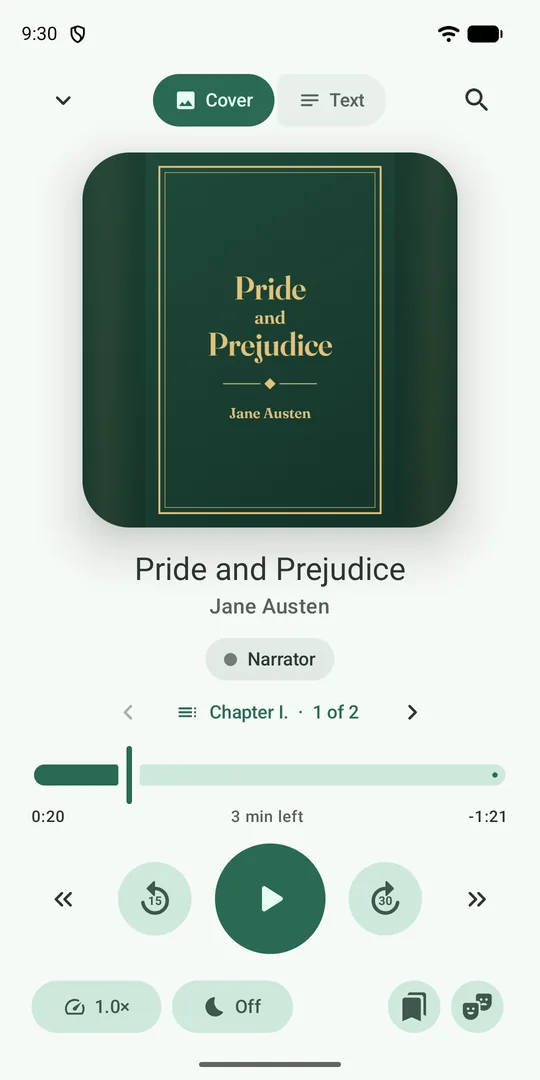 9:30
Cover
Text
Pride
and
Prejudice
Jane Austen
Pride and Prejudice
Jane Austen
Narrator
Chapter I. · 1 of 2
0:20
3 min left
-1:21
15
30
1.0×
Off